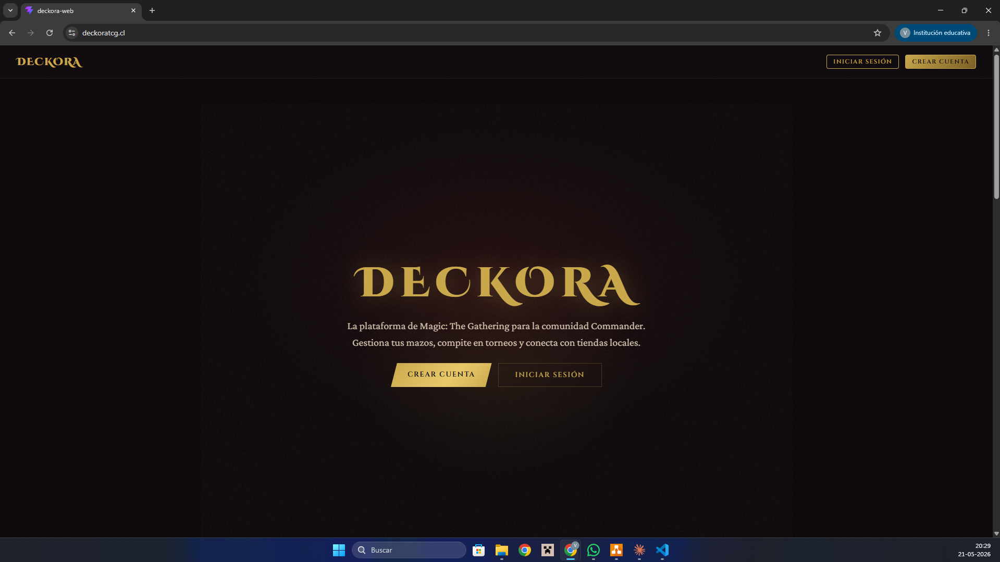 deckora-web
deckoratcg.cl
V
Institución educativa
DECKORA
INICIAR SESIÓN
CREAR CUENTA
DECKORA
La plataforma de Magic: The Gathering para la comunidad Commander.
Gestiona tus mazos, compite en torneos y conecta con tiendas locales.
CREAR CUENTA
INICIAR SESIÓN
Buscar
V
20:29
21-05-2026